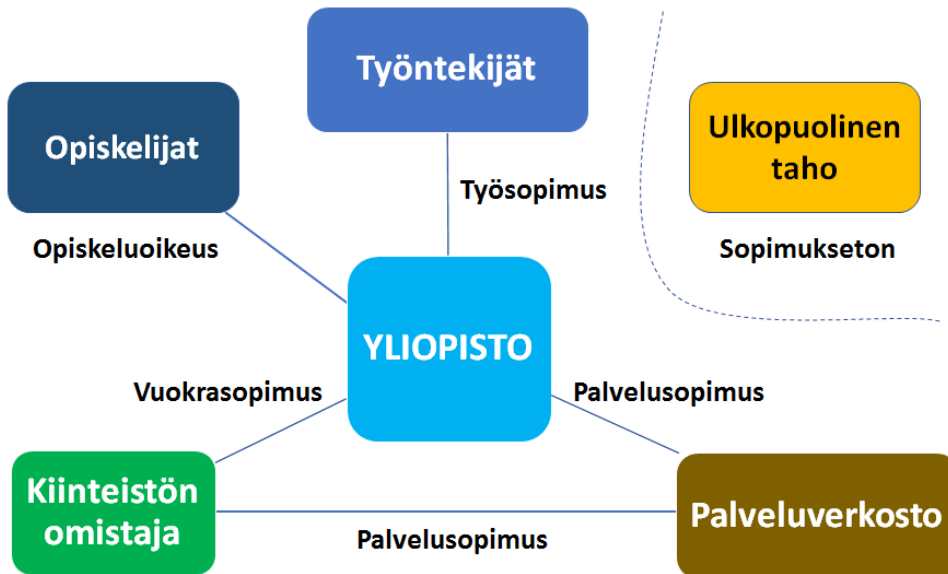 Työntekijät
Opiskelijat
Ulkopuolinen
taho
Työsopimus
Opiskeluoikeus
Sopimukseton
YLIOPISTO
Vuokrasopimus
Palvelusopimus
Kiinteistön
omistaja
Palveluverkosto
Palvelusopimus